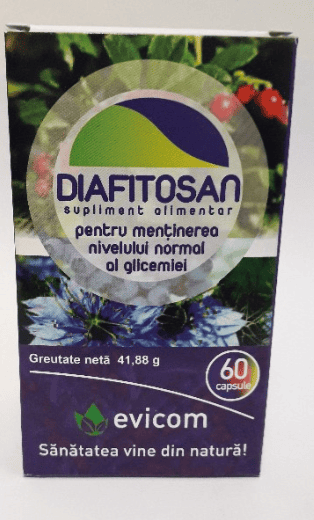 DIAFITOSAN
supliment alimentar
pentru menținerea
nivelului normal
al glicemiei
Greutate netă 41,88 g
60
capsule
evicom
Sănătatea vine din natură!